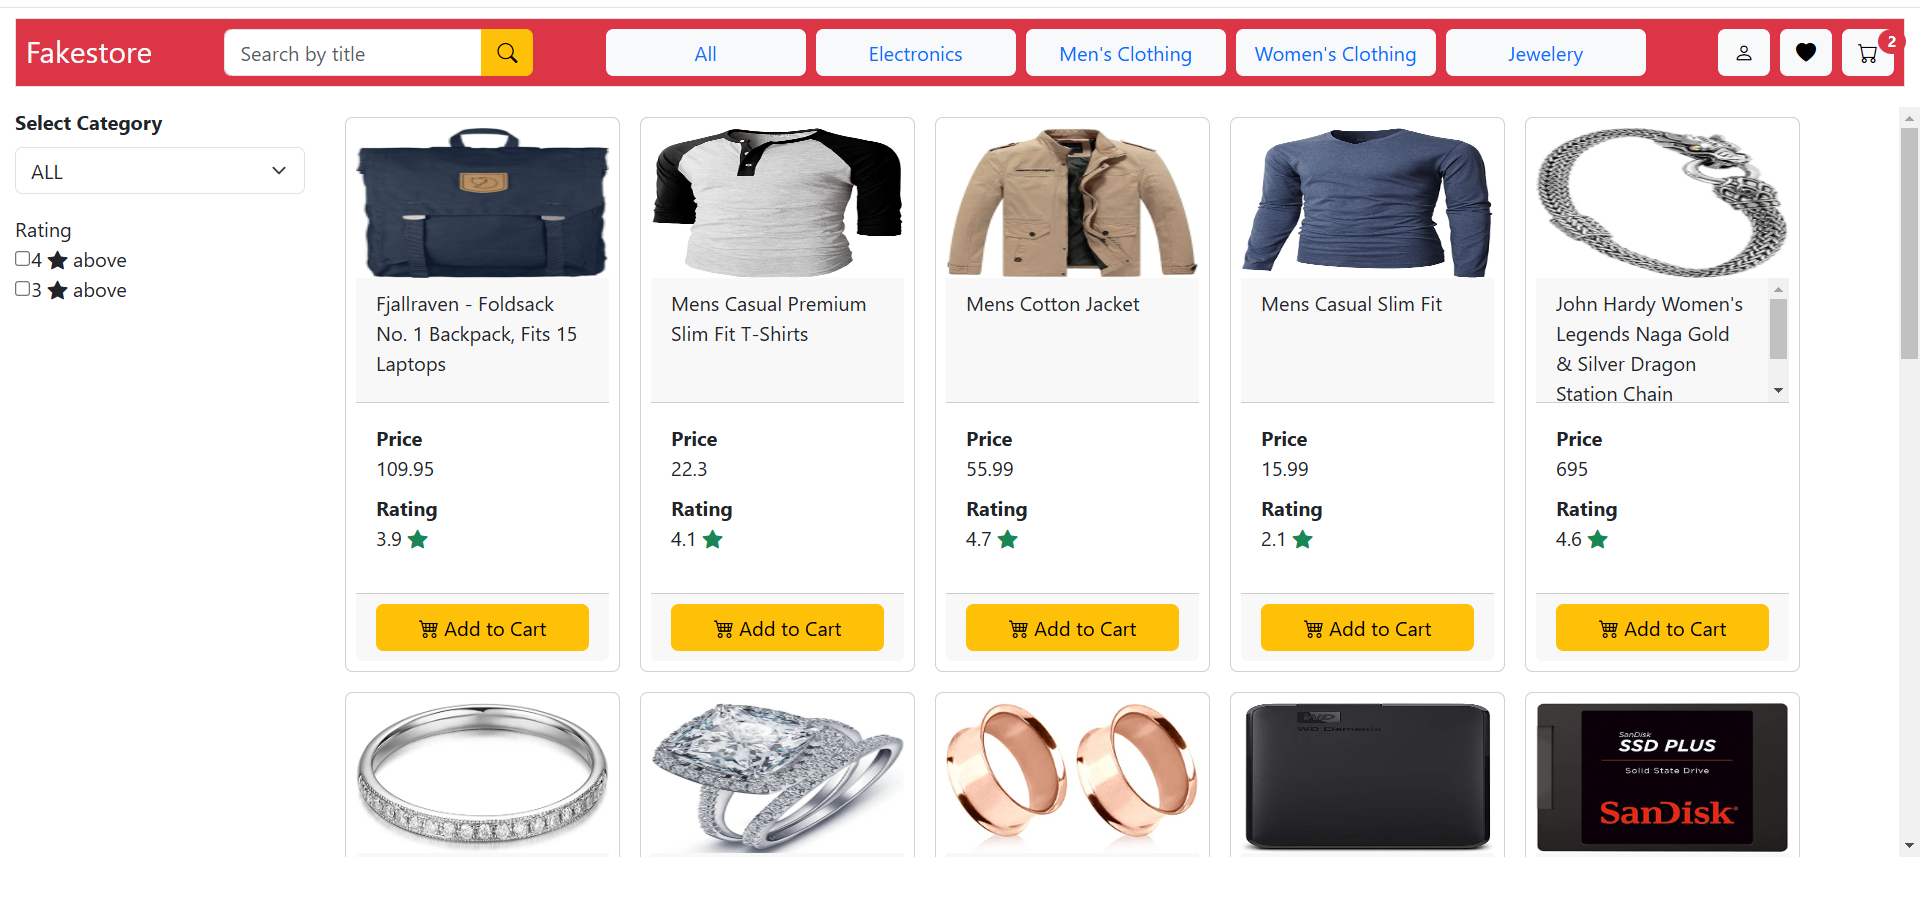 Fakestore
Search by title
All
Electronics
Men's Clothing
Women's Clothing
Jewelery
2
Select Category
ALL
Rating
4 ★ above
3 ★ above
Fjallraven - Foldsack
No. 1 Backpack, Fits 15
Laptops
Price
109.95
Rating
3.9 ★
Add to Cart
Mens Casual Premium
Slim Fit T-Shirts
Price
22.3
Rating
4.1 ★
Add to Cart
Mens Cotton Jacket
Price
55.99
Rating
4.7 ★
Add to Cart
Mens Casual Slim Fit
Price
15.99
Rating
2.1 ★
Add to Cart
John Hardy Women's
Legends Naga Gold
& Silver Dragon
Station Chain
Price
695
Rating
4.6 ★
Add to Cart
WD
WD Elements
SanDisk
SSD PLUS
Solid State Drive
SanDisk